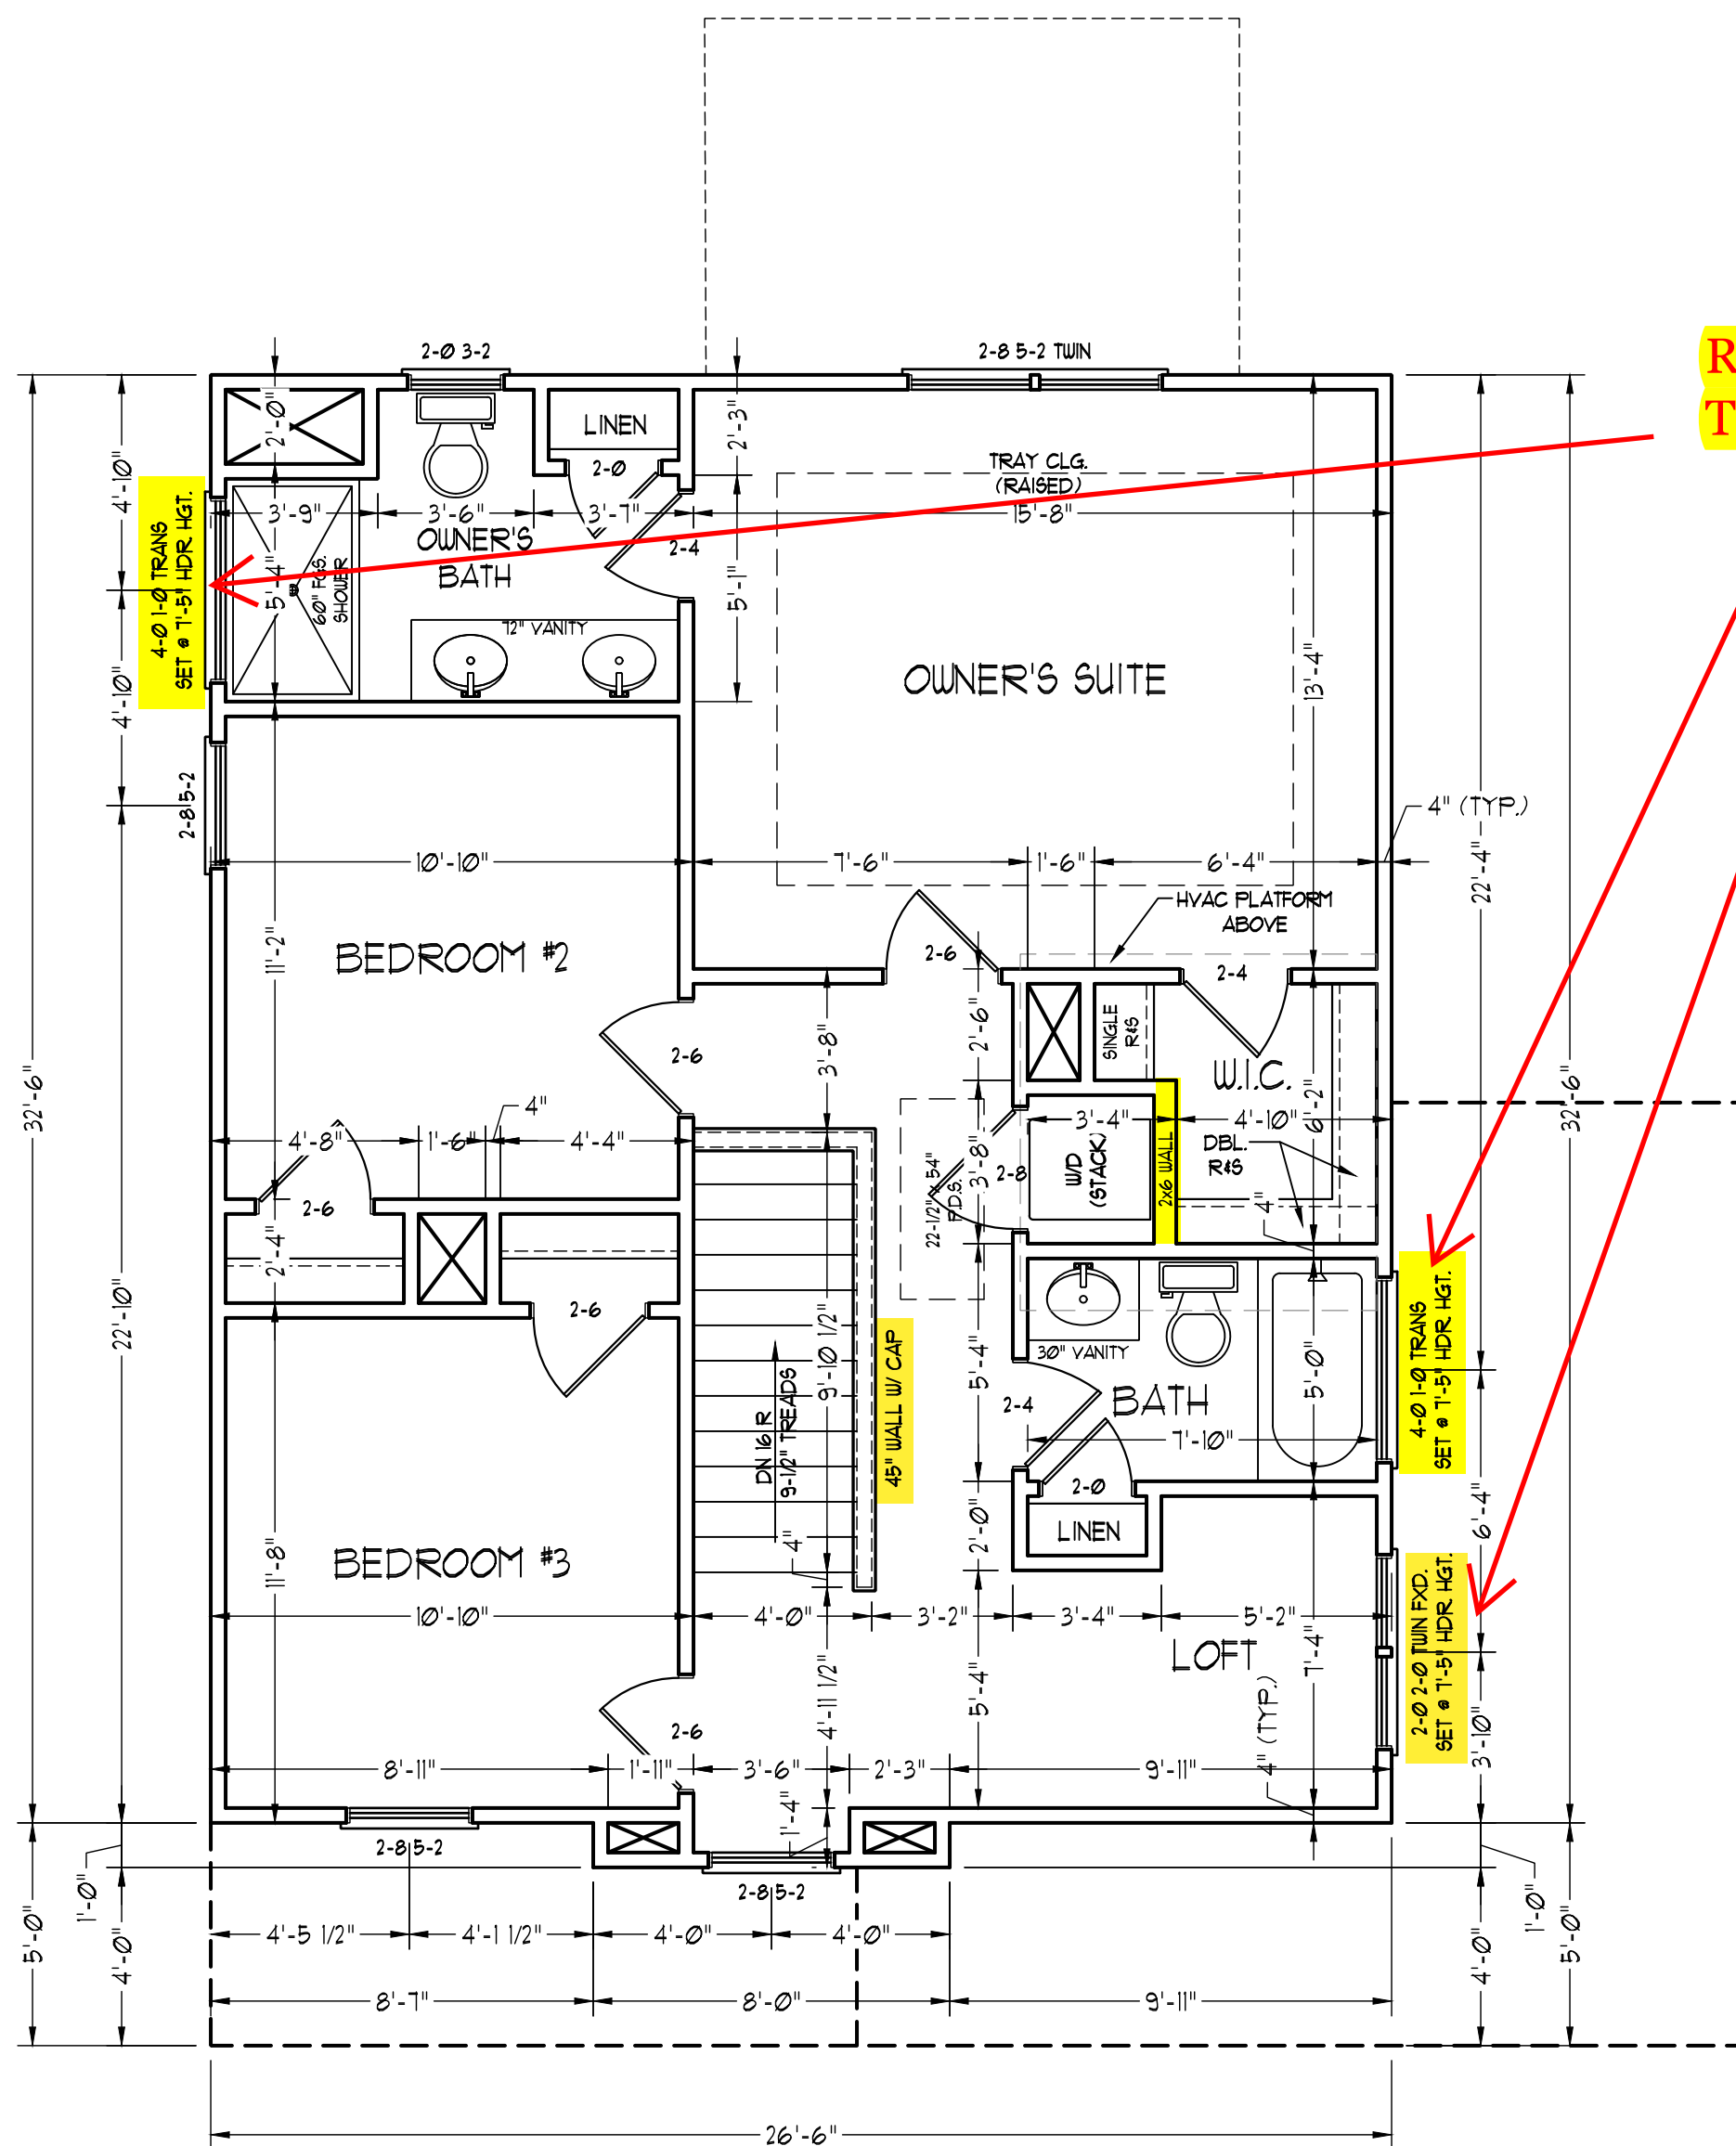 2-0 3-2
2-8 5-2 TWIN
R
T
LINEN
2-0
2'-0"
2'-3"
TRAY CLG.
(RAISED)
4'-10"
4'-10"
4-0 1-0 TRANS
SET @ 7'-5" HDR HGT.
3'-9"
3'-6"
3'-7"
15'-8"
OWNER'S
BATH
2-4
5'-4"
60" FGS.
SHOWER
5'-1"
72" VANITY
OWNER'S SUITE
13'-4"
2-8 5-2
4" (TYP.)
22'-4"
10'-10"
7'-6"
1'-6"
6'-4"
HVAC PLATFORM
ABOVE
BEDROOM #2
11'-2"
2-6
2-4
3'-8"
2'-6"
SINGLE
R&S
W.I.C.
2-6
32'-6"
32'-6"
6'-2"
4"
4'-8"
1'-6"
4'-4"
3'-4"
4'-10"
DBL.
R&S
2-8
3'-8"
W/D
(STACK)
2x6 WALL
22-1/2" x 54"
P.D.S.
4"
2-6
2'-4"
2-6
22'-10"
9'-10 1/2"
45" WALL W/ CAP
DN 16 R
9-1/2" TREADS
5'-4"
30" VANITY
2-4
BATH
5'-0"
7'-10"
4-0 1-0 TRANS
SET @ 7'-5" HDR HGT.
2-0
LINEN
2'-0"
4"
6'-4"
BEDROOM #3
11'-8"
10'-10"
4'-0"
3'-2"
3'-4"
5'-2"
LOFT
7'-4"
2-0 2-0 TWIN FXD.
SET @ 7'-5" HDR HGT.
4'-11 1/2"
5'-4"
4" (TYP.)
3'-10"
2-6
8'-11"
1'-11"
3'-6"
2'-3"
9'-11"
1'-4"
2-8 5-2
2-8 5-2
1'-0"
1'-0"
5'-0"
4'-0"
4'-5 1/2"
4'-1 1/2"
4'-0"
4'-0"
4'-0"
5'-0"
8'-7"
8'-0"
9'-11"
26'-6"